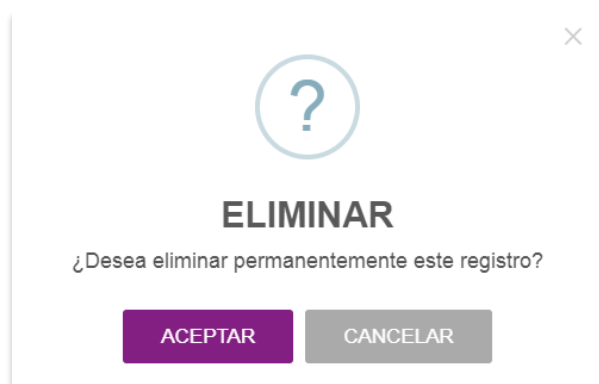 ?
ELIMINAR
¿Desea eliminar permanentemente este registro?
ACEPTAR CANCELAR